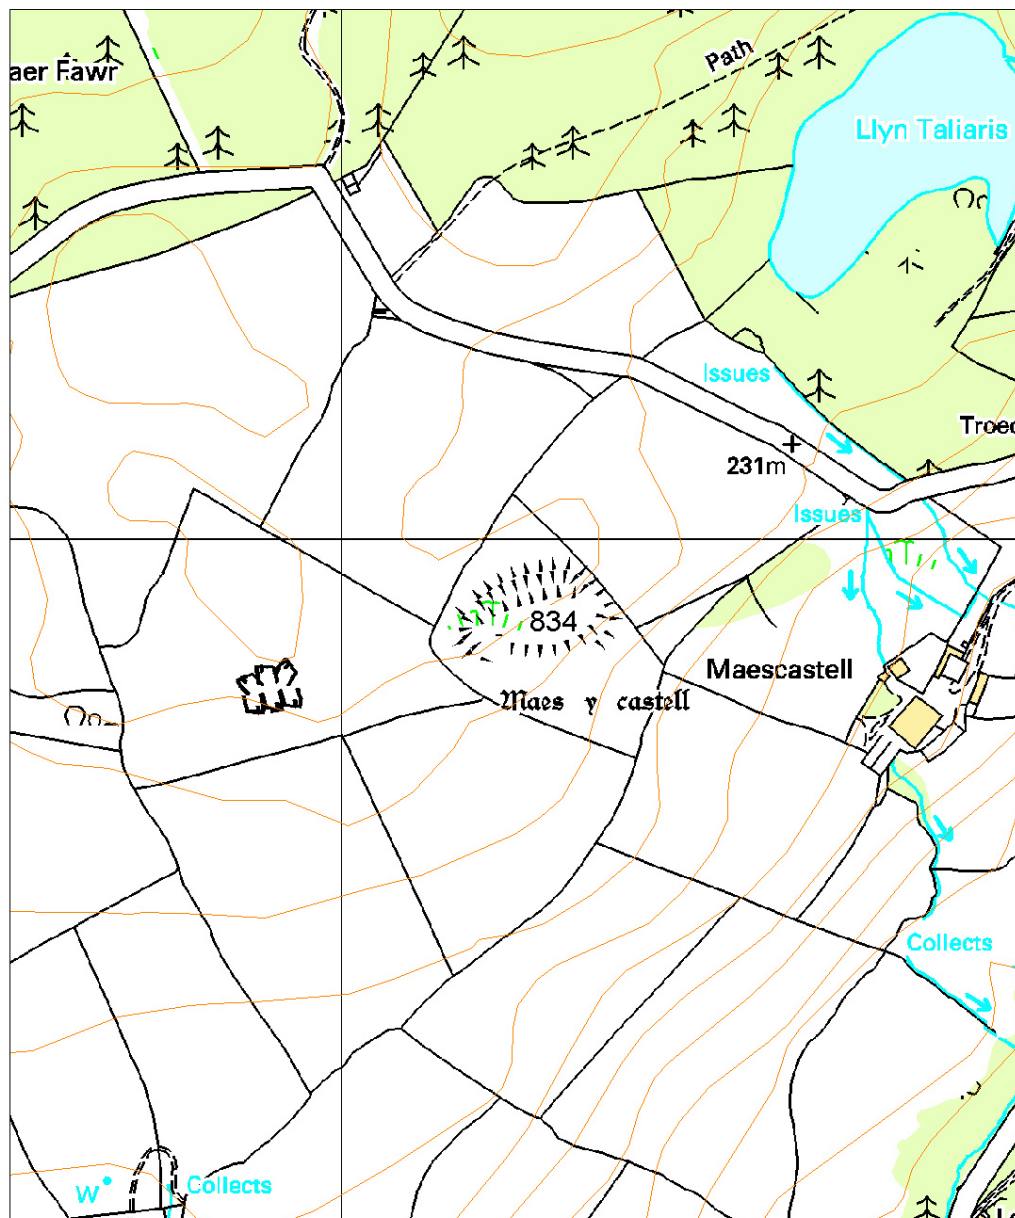 Path
aer Fawr
Llyn Taliaris
Issues
Troed
231m
Issues
834
Maescastell
Maes y castell
Collects
W
Collects